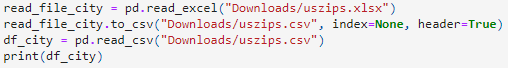 read_file_city = pd.read_excel("Downloads/uszips.xlsx")
read_file_city.to_csv("Downloads/uszips.csv", index=None, header=True)
df_city = pd.read_csv("Downloads/uszips.csv")
print(df_city)